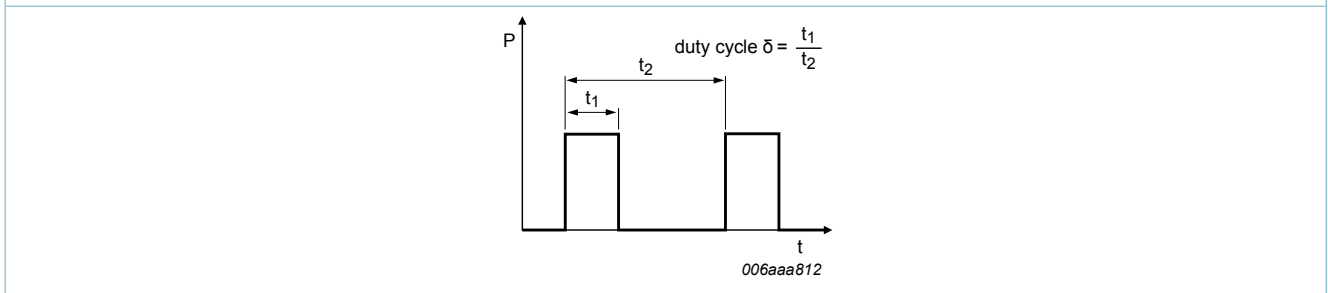 P
duty cycle δ = t1
t2
t2
t1
t
006aaa812